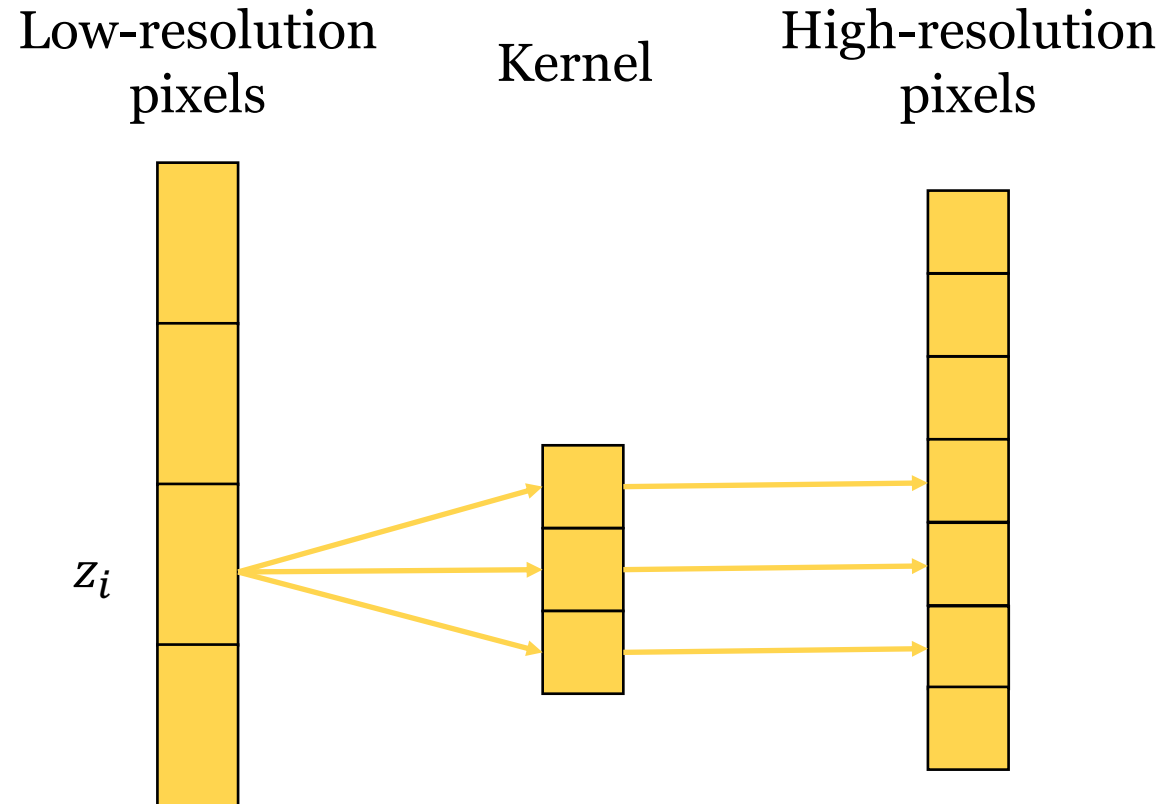 Low-resolution
pixels
Kernel
High-resolution
pixels
z_i